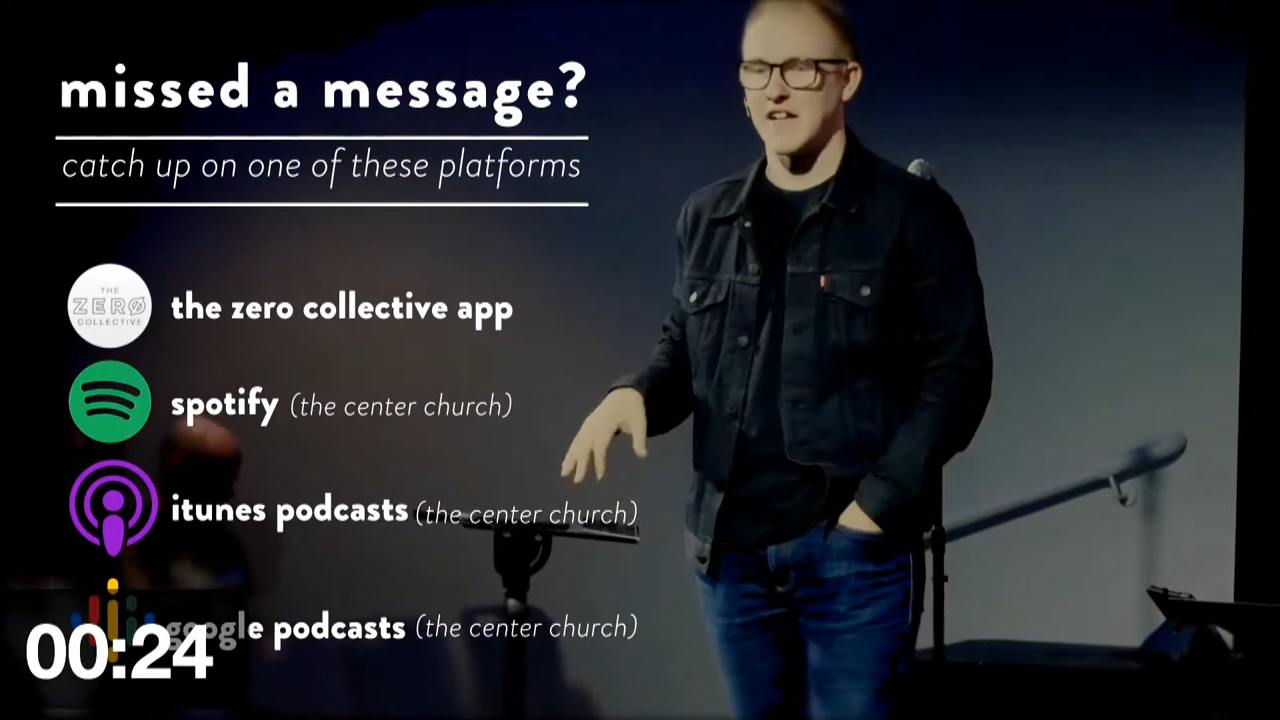 missed a message?
catch up on one of these platforms
THE
ZERØ
COLLECTIVE
the zero collective app
spotify (the center church)
itunes podcasts (the center church)
google podcasts (the center church)
00:24